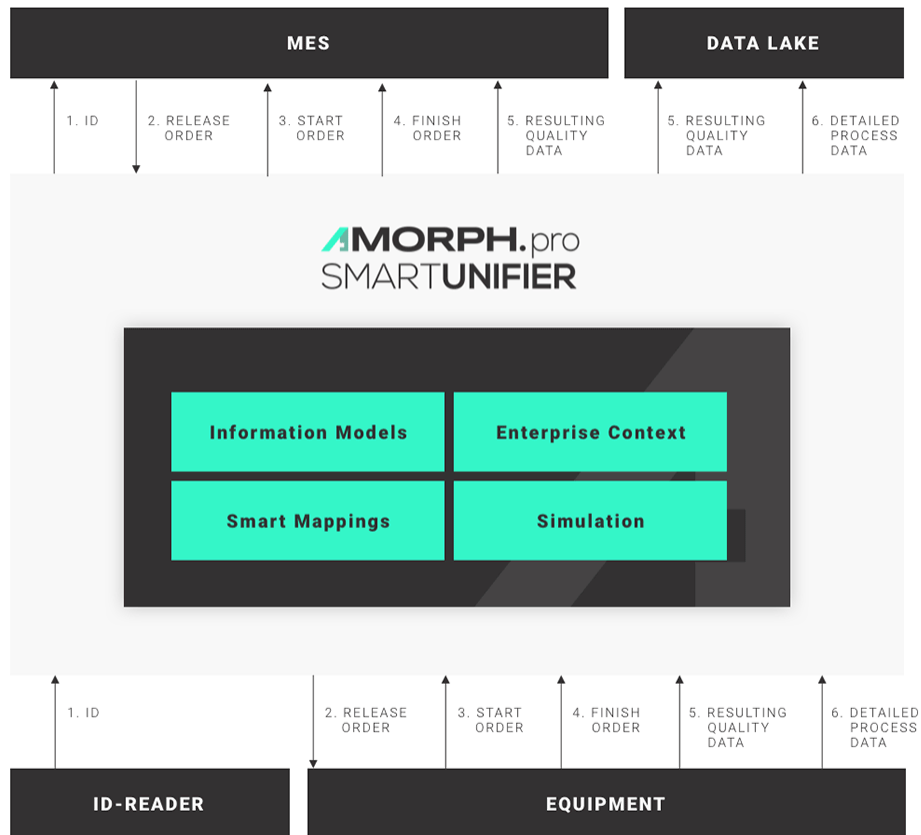 MES
DATA LAKE
1. ID
2. RELEASE
ORDER
3. START
ORDER
4. FINISH
ORDER
5. RESULTING
QUALITY
DATA
5. RESULTING
QUALITY
DATA
6. DETAILED
PROCESS
DATA
AMORPH.pro
SMARTUNIFIER
Information Models
Enterprise Context
Smart Mappings
Simulation
1. ID
2. RELEASE
ORDER
3. START
ORDER
4. FINISH
ORDER
5. RESULTING
QUALITY
DATA
6. DETAILED
PROCESS
DATA
ID-READER
EQUIPMENT